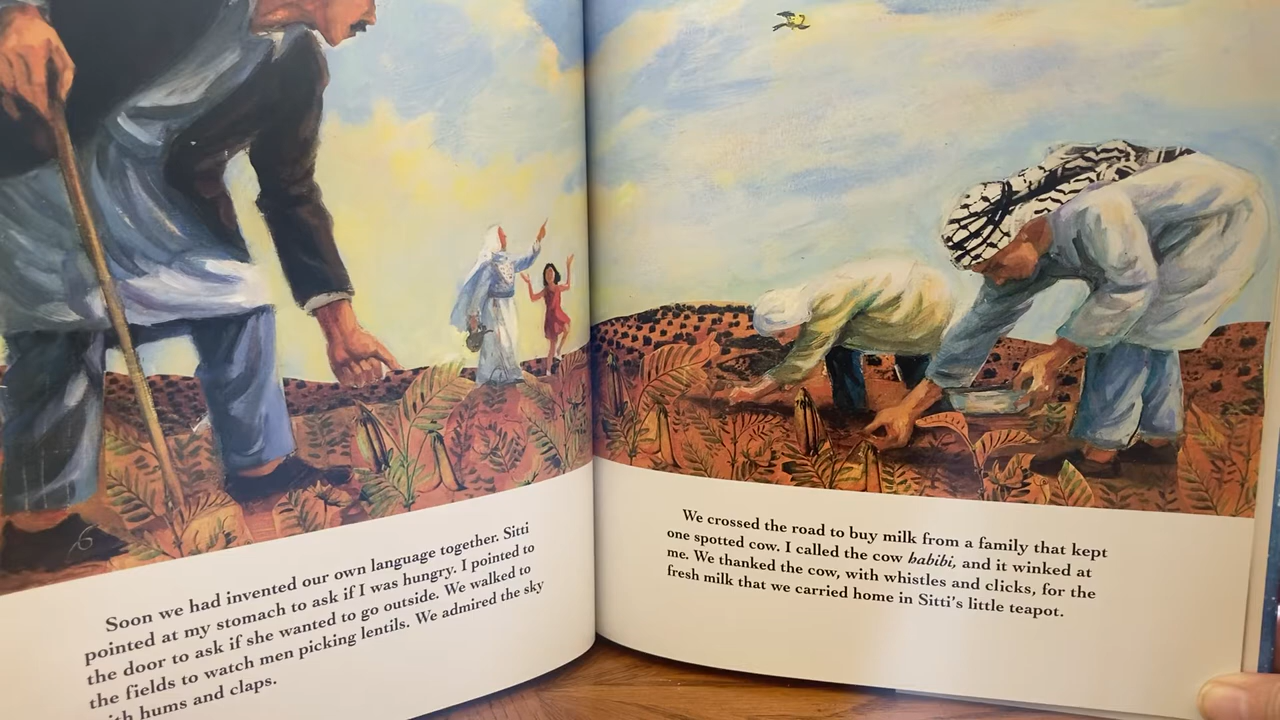 Soon we had invented our own language together. Sitti
pointed at my stomach to ask if I was hungry. I pointed to
the door to ask if she wanted to go outside. We walked to
the fields to watch men picking lentils. We admired the sky
hums and claps.
We crossed the road to buy milk from a family that kept
one spotted cow. I called the cow habibi, and it winked at
me. We thanked the cow, with whistles and clicks, for the
fresh milk that we carried home in Sitti's little teapot.